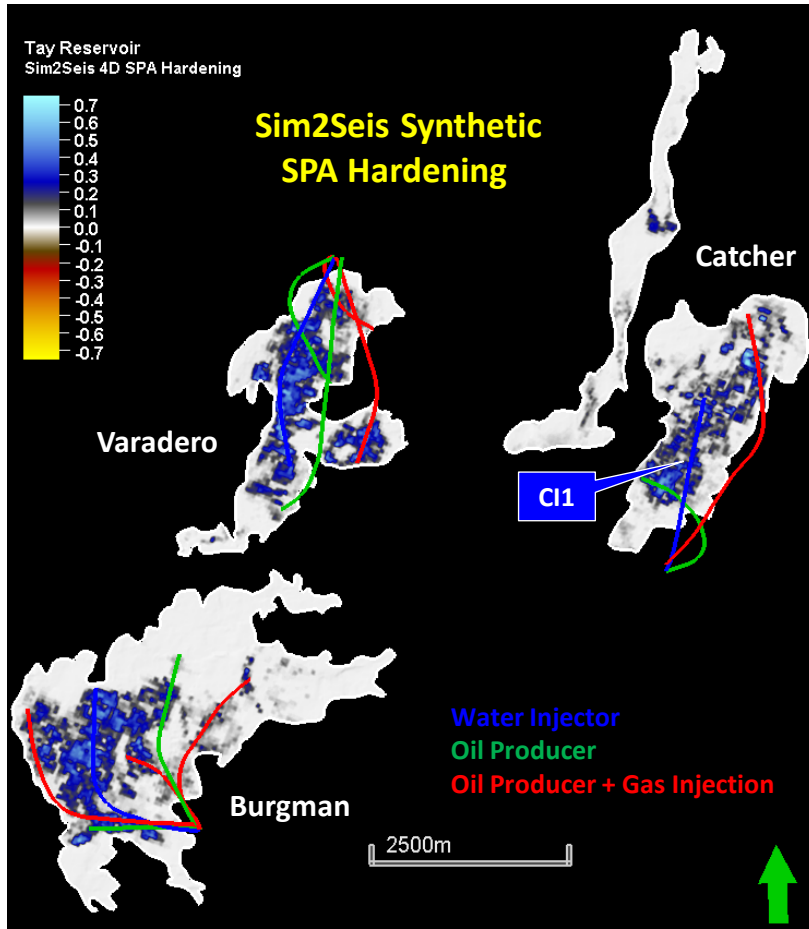 Tay Reservoir
Sim2Seis 4D SPA Hardening
0.7
0.6
0.5
0.4
0.3
0.2
0.1
0.0
-0.1
-0.2
-0.3
-0.4
-0.5
-0.6
-0.7
Sim2Seis Synthetic
SPA Hardening
Catcher
Varadero
CI1
Water Injector
Oil Producer
Oil Producer + Gas Injection
Burgman
2500m